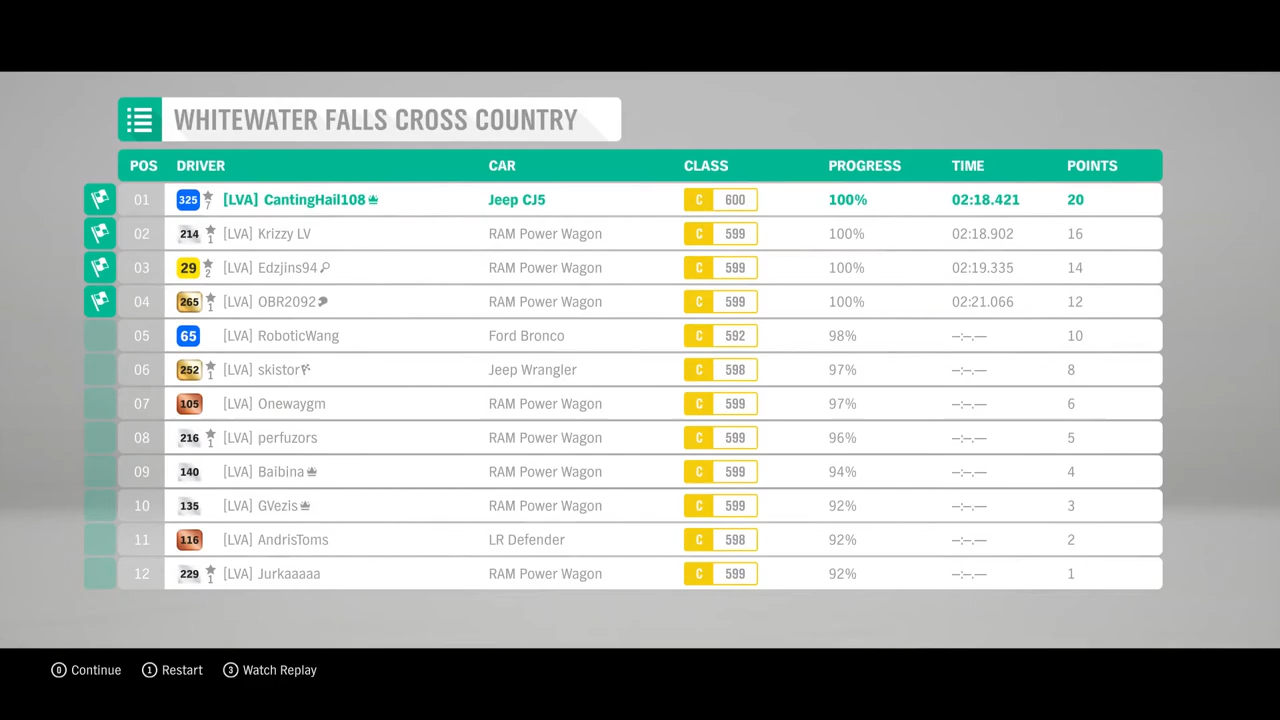 WHITEWATER FALLS CROSS COUNTRY
POS DRIVER CAR CLASS PROGRESS TIME POINTS
01 325 7 [LVA] CantingHail108 Jeep CJ5 C 600 100% 02:18.421 20
02 214 1 [LVA] Krizzy LV RAM Power Wagon C 599 100% 02:18.902 16
03 29 2 [LVA] Edzjins94 RAM Power Wagon C 599 100% 02:19.335 14
04 265 1 [LVA] OBR2092 RAM Power Wagon C 599 100% 02:21.066 12
05 65 [LVA] RoboticWang Ford Bronco C 592 98% --:--.--- 10
06 252 1 [LVA] skistor Jeep Wrangler C 598 97% --:--.--- 8
07 105 [LVA] Onewaygm RAM Power Wagon C 599 97% --:--.--- 6
08 216 1 [LVA] perfuzors RAM Power Wagon C 599 96% --:--.--- 5
09 140 [LVA] Baibina RAM Power Wagon C 599 94% --:--.--- 4
10 135 [LVA] GVezis RAM Power Wagon C 599 92% --:--.--- 3
11 116 [LVA] AndrisToms LR Defender C 598 92% --:--.--- 2
12 229 1 [LVA] Jurkaaaaa RAM Power Wagon C 599 92% --:--.--- 1
0 Continue 1 Restart 3 Watch Replay